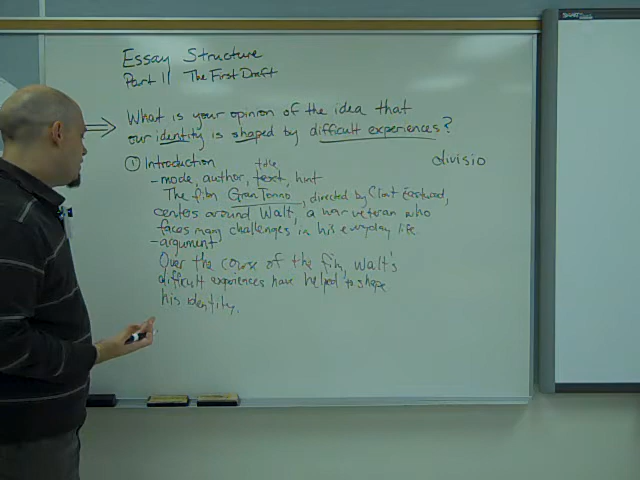 Essay Structure
Part II The First Draft
What is your opinion of the idea that
our identity is shaped by difficult experiences?
divisio
① Introduction
title
- mode, author, text, hint
The film Gran Torino, directed by Clint Eastwood,
centers around Walt, a war veteran who
faces many challenges in his everyday life.
- argument
Over the course of the film, Walt's
difficult experiences have helped to shape
his identity.